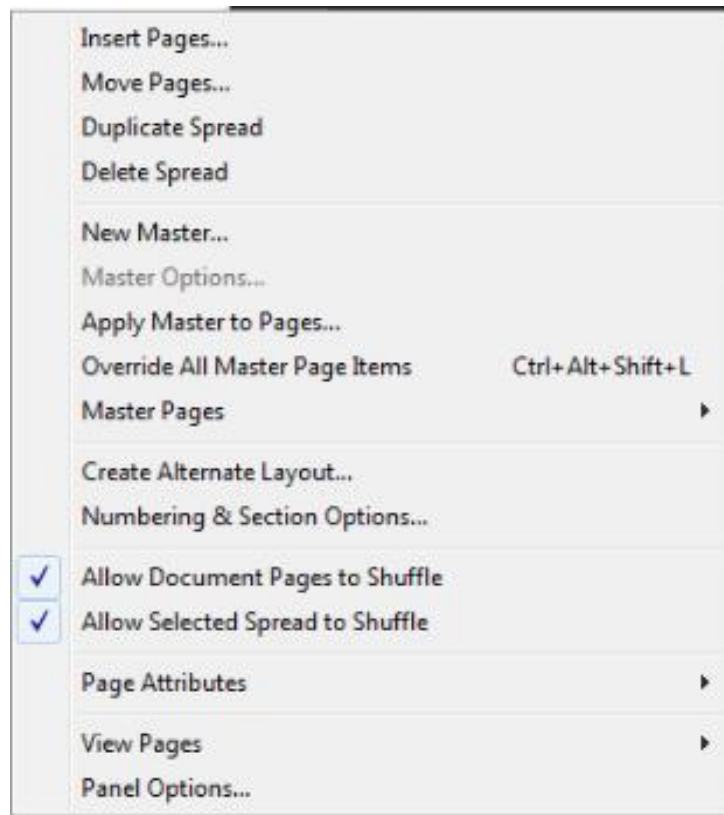 Insert Pages...
Move Pages...
Duplicate Spread
Delete Spread
New Master...
Master Options...
Apply Master to Pages...
Override All Master Page Items Ctrl+Alt+Shift+L
Master Pages
Create Alternate Layout...
Numbering & Section Options...
Allow Document Pages to Shuffle
Allow Selected Spread to Shuffle
Page Attributes
View Pages
Panel Options...